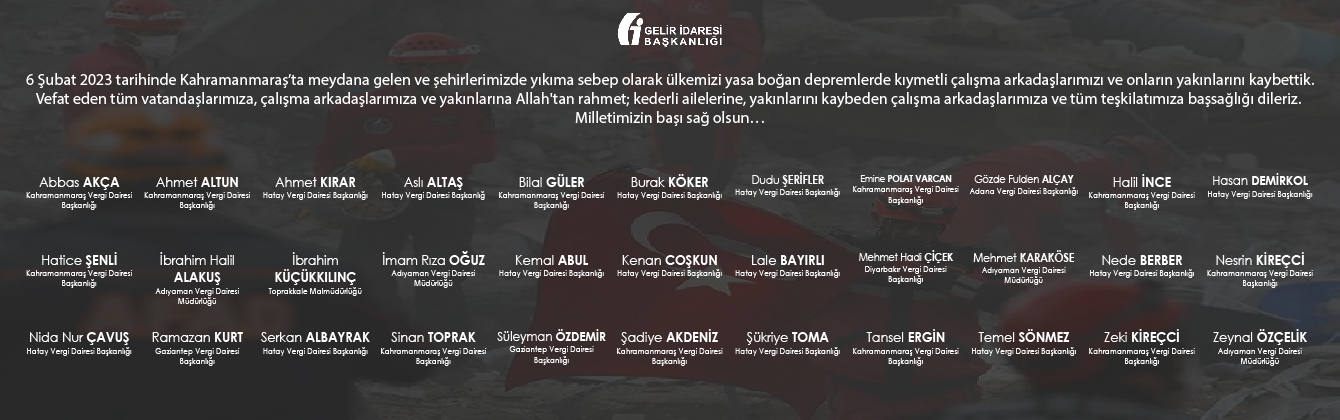 GELİR İDARESİ
BAŞKANLIĞI
6 Şubat 2023 tarihinde Kahramanmaraş’ta meydana gelen ve şehirlerimizde yıkıma sebep olarak ülkemizi yasa boğan depremlerde kıymetli çalışma arkadaşlarımızı ve onların yakınlarını kaybettik.
Vefat eden tüm vatandaşlarımıza, çalışma arkadaşlarımıza ve yakınlarına Allah'tan rahmet; kederli ailelerine, yakınlarını kaybeden çalışma arkadaşlarımıza ve tüm teşkilatımıza başsağlığı dileriz.
Milletimizin başı sağ olsun…
Abbas AKÇA
Kahramanmaraş Vergi Dairesi
Başkanlığı
Ahmet ALTUN
Kahramanmaraş Vergi Dairesi
Başkanlığı
Ahmet KIRAR
Hatay Vergi Dairesi Başkanlığı
Aslı ALTAŞ
Hatay Vergi Dairesi Başkanlığ
Bilal GÜLER
Kahramanmaraş Vergi Dairesi
Başkanlığı
Burak KÖKER
Hatay Vergi Dairesi Başkanlığı
Dudu ŞERİFLER
Hatay Vergi Dairesi Başkanlığı
Emine POLAT VARCAN
Kahramanmaraş Vergi Dairesi
Başkanlığı
Gözde Fulden ALÇAY
Adana Vergi Dairesi Başkanlığı
Halil İNCE
Kahramanmaraş Vergi Dairesi
Başkanlığı
Hasan DEMİRKOL
Hatay Vergi Dairesi Başkanlığı
Hatice ŞENLİ
Kahramanmaraş Vergi Dairesi
Başkanlığı
İbrahim Halil
ALAKUŞ
Adıyaman Vergi Dairesi
Müdürlüğü
İbrahim
KÜÇÜKKILINÇ
Toprakkale Malmüdürlüğü
İmam Rıza OĞUZ
Adıyaman Vergi Dairesi
Müdürlüğü
Kemal ABUL
Hatay Vergi Dairesi Başkanlığı
Kenan COŞKUN
Hatay Vergi Dairesi Başkanlığı
Lale BAYIRLI
Hatay Vergi Dairesi Başkanlığı
Mehmet Hadi ÇİÇEK
Diyarbakır Vergi Dairesi
Başkanlığı
Mehmet KARAKÖSE
Adıyaman Vergi Dairesi
Müdürlüğü
Nede BERBER
Hatay Vergi Dairesi Başkanlığı
Nesrin KİREÇCİ
Kahramanmaraş Vergi Dairesi
Başkanlığı
Nida Nur ÇAVUŞ
Hatay Vergi Dairesi Başkanlığı
Ramazan KURT
Gaziantep Vergi Dairesi
Başkanlığı
Serkan ALBAYRAK
Hatay Vergi Dairesi Başkanlığı
Sinan TOPRAK
Kahramanmaraş Vergi Dairesi
Başkanlığı
Süleyman ÖZDEMİR
Gaziantep Vergi Dairesi
Başkanlığı
Şadiye AKDENİZ
Kahramanmaraş Vergi Dairesi
Başkanlığı
Şükriye TOMA
Hatay Vergi Dairesi Başkanlığı
Tansel ERGİN
Kahramanmaraş Vergi Dairesi
Başkanlığı
Temel SÖNMEZ
Hatay Vergi Dairesi Başkanlığı
Zeki KİREÇCİ
Kahramanmaraş Vergi Dairesi
Başkanlığı
Zeynal ÖZÇELİK
Adıyaman Vergi Dairesi
Müdürlüğü